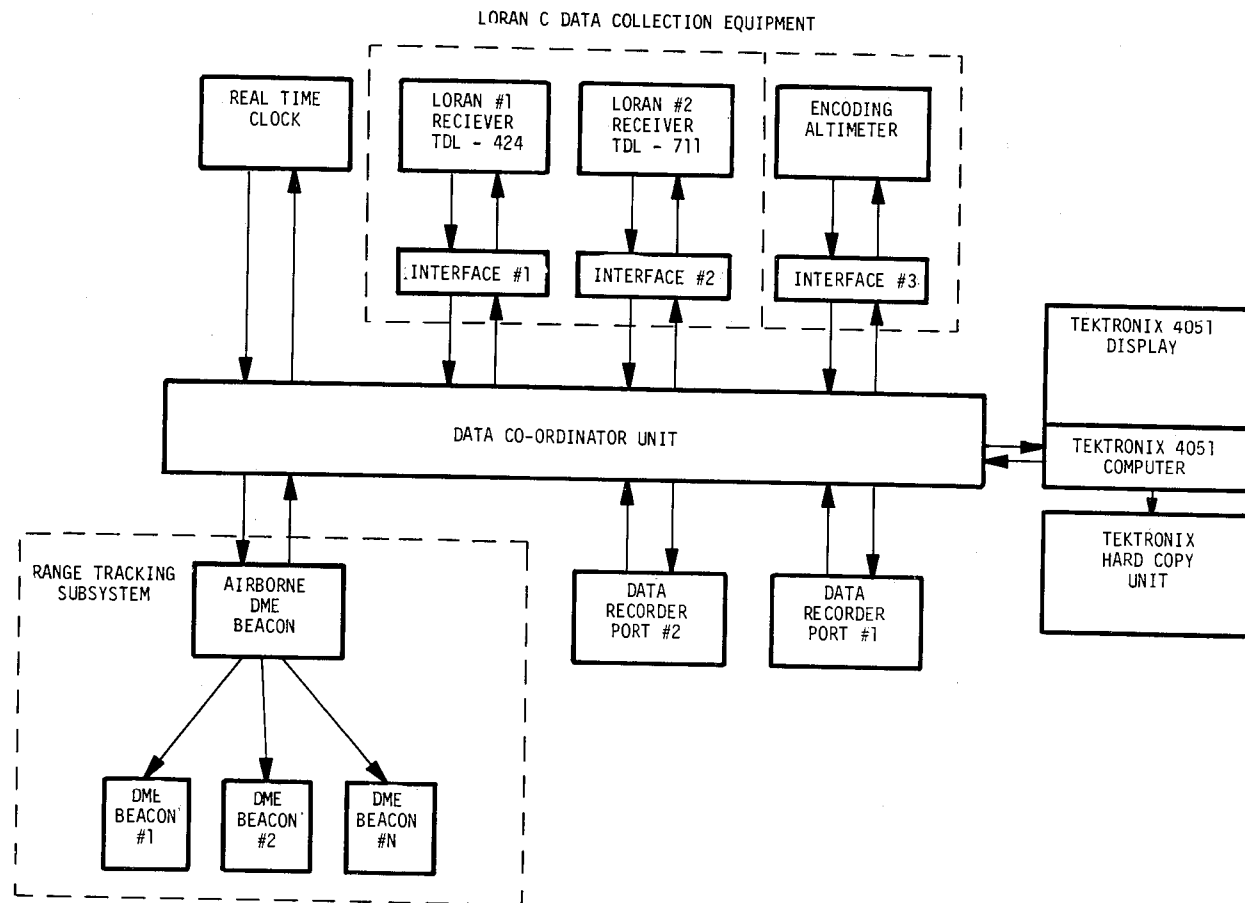 LORAN C DATA COLLECTION EQUIPMENT
REAL TIME
CLOCK
LORAN #1
RECIEVER
TDL - 424
LORAN #2
RECEIVER
TDL - 711
ENCODING
ALTIMETER
INTERFACE #1
INTERFACE #2
INTERFACE #3
TEKTRONIX 4051
DISPLAY
DATA CO-ORDINATOR UNIT
TEKTRONIX 4051
COMPUTER
TEKTRONIX
HARD COPY
UNIT
RANGE TRACKING
SUBSYSTEM
AIRBORNE
DME
BEACON
DATA
RECORDER
PORT #2
DATA
RECORDER
PORT #1
DME
BEACON
#1
DME
BEACON
#2
DME
BEACON
#N